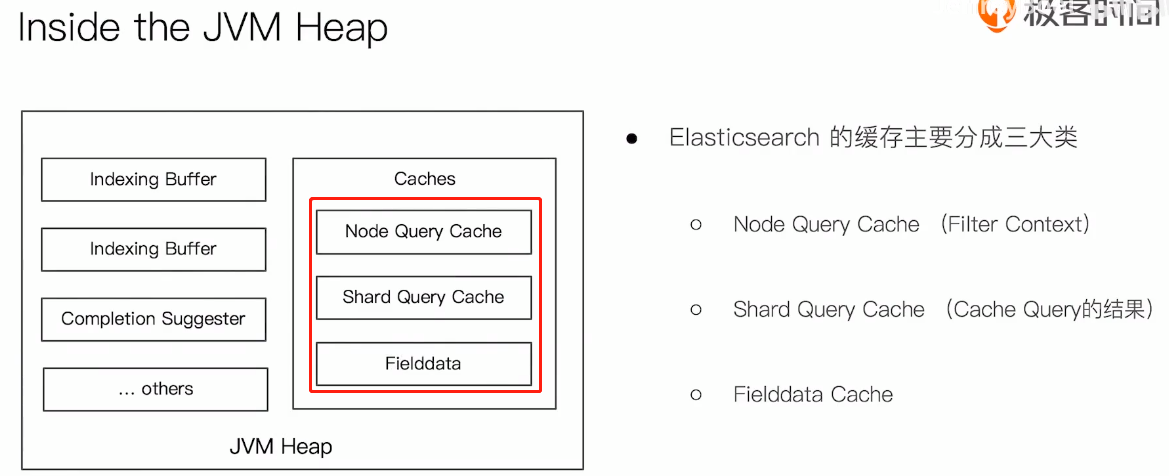 Inside the JVM Heap
极客时间
Indexing Buffer
Indexing Buffer
Completion Suggester
... others
Caches
Node Query Cache
Shard Query Cache
Fielddata
JVM Heap
Elasticsearch 的缓存主要分成三大类
Node Query Cache （Filter Context）
Shard Query Cache （Cache Query的结果）
Fielddata Cache